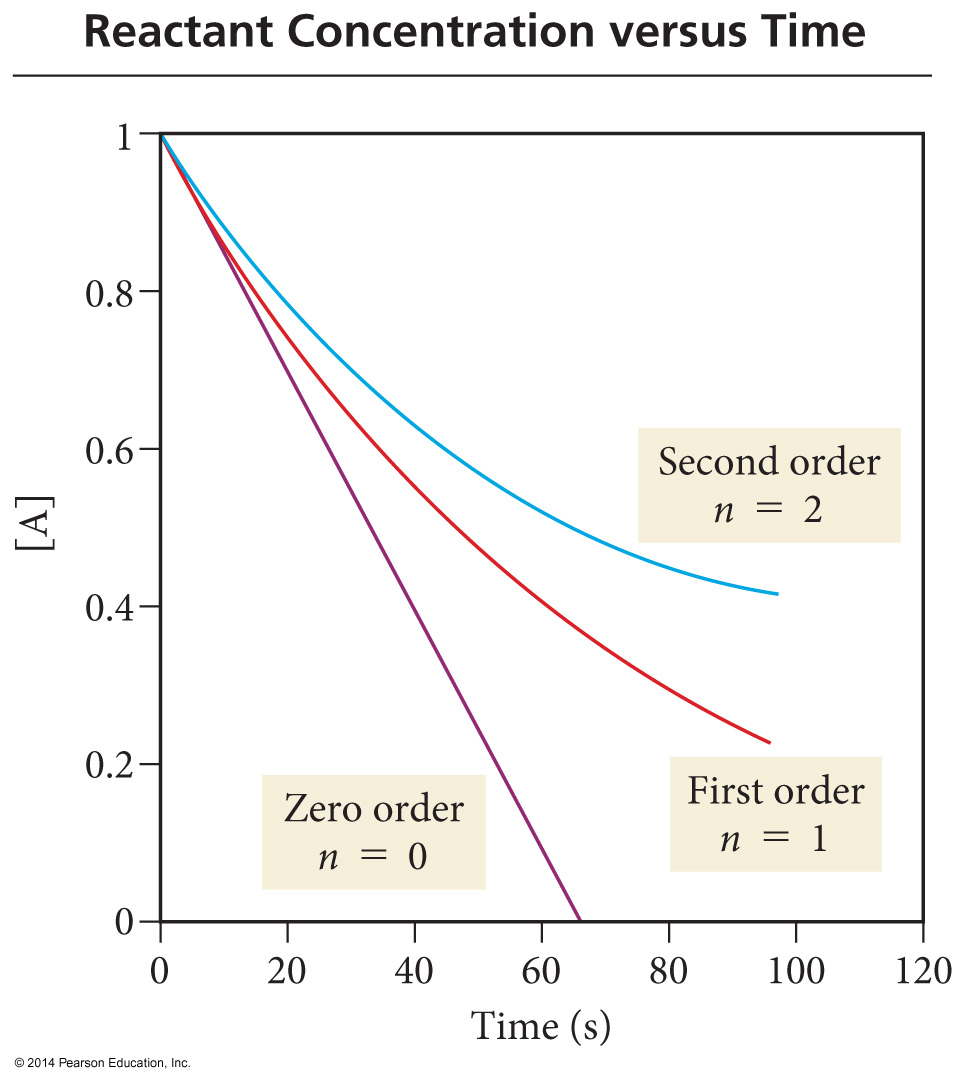 Reactant Concentration versus Time
1
0.8
0.6
0.4
0.2
0
[A]
Second order
n = 2
First order
n = 1
Zero order
n = 0
0 20 40 60 80 100 120
Time (s)
© 2014 Pearson Education, Inc.